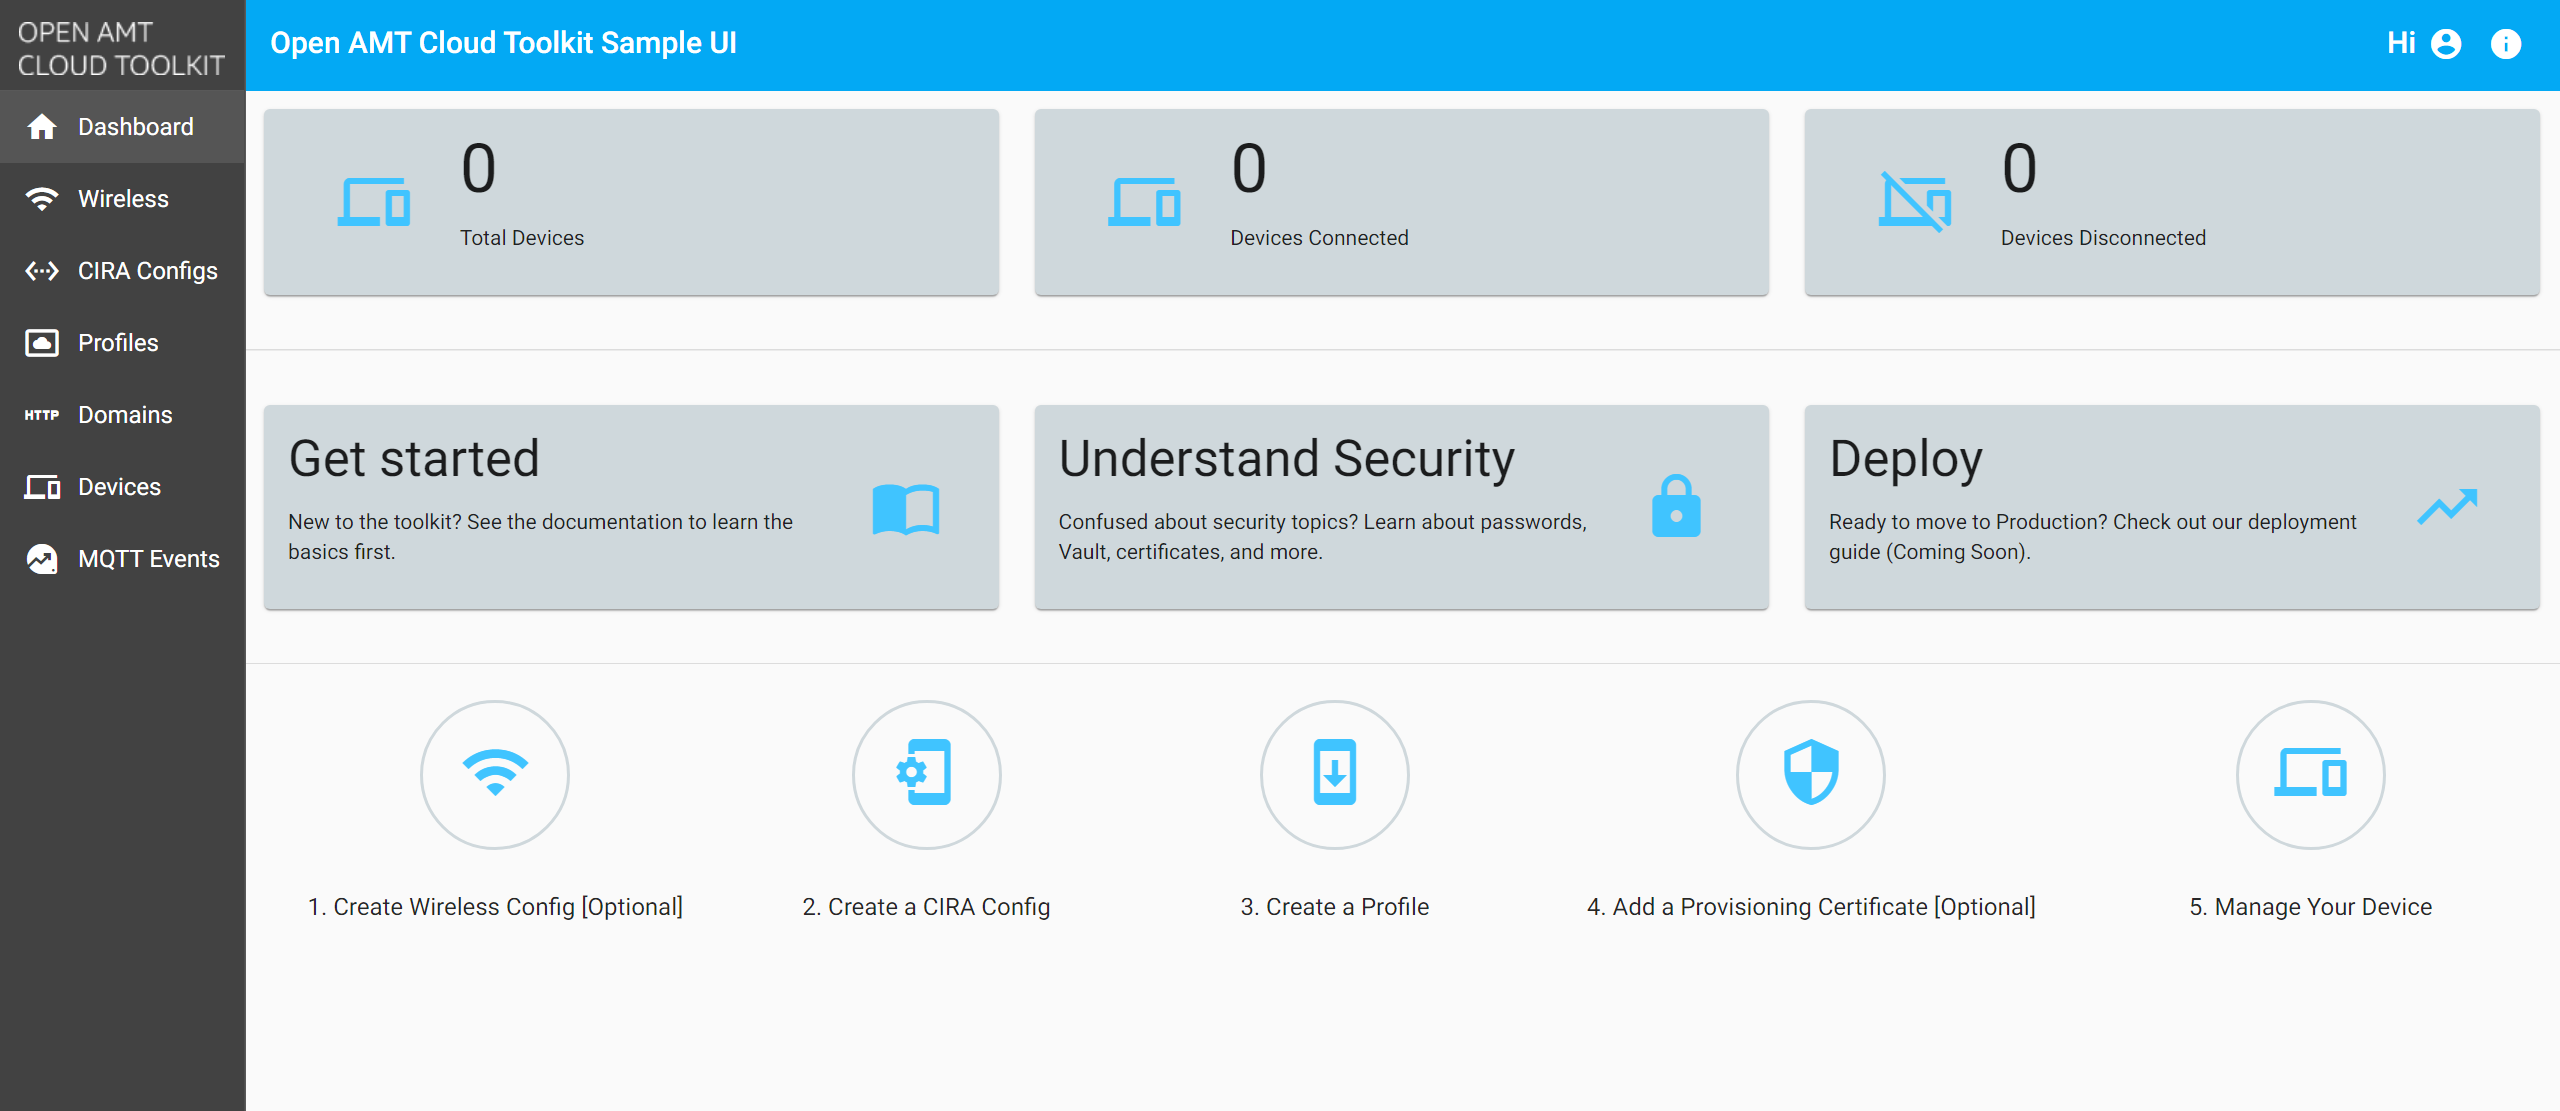 OPEN AMT
CLOUD TOOLKIT
Dashboard
Wireless
CIRA Configs
Profiles
HTTP Domains
Devices
MQTT Events
Open AMT Cloud Toolkit Sample UI
Hi
0
Total Devices
0
Devices Connected
0
Devices Disconnected
Get started
New to the toolkit? See the documentation to learn the
basics first.
Understand Security
Confused about security topics? Learn about passwords,
Vault, certificates, and more.
Deploy
Ready to move to Production? Check out our deployment
guide (Coming Soon).
1. Create Wireless Config [Optional]
2. Create a CIRA Config
3. Create a Profile
4. Add a Provisioning Certificate [Optional]
5. Manage Your Device